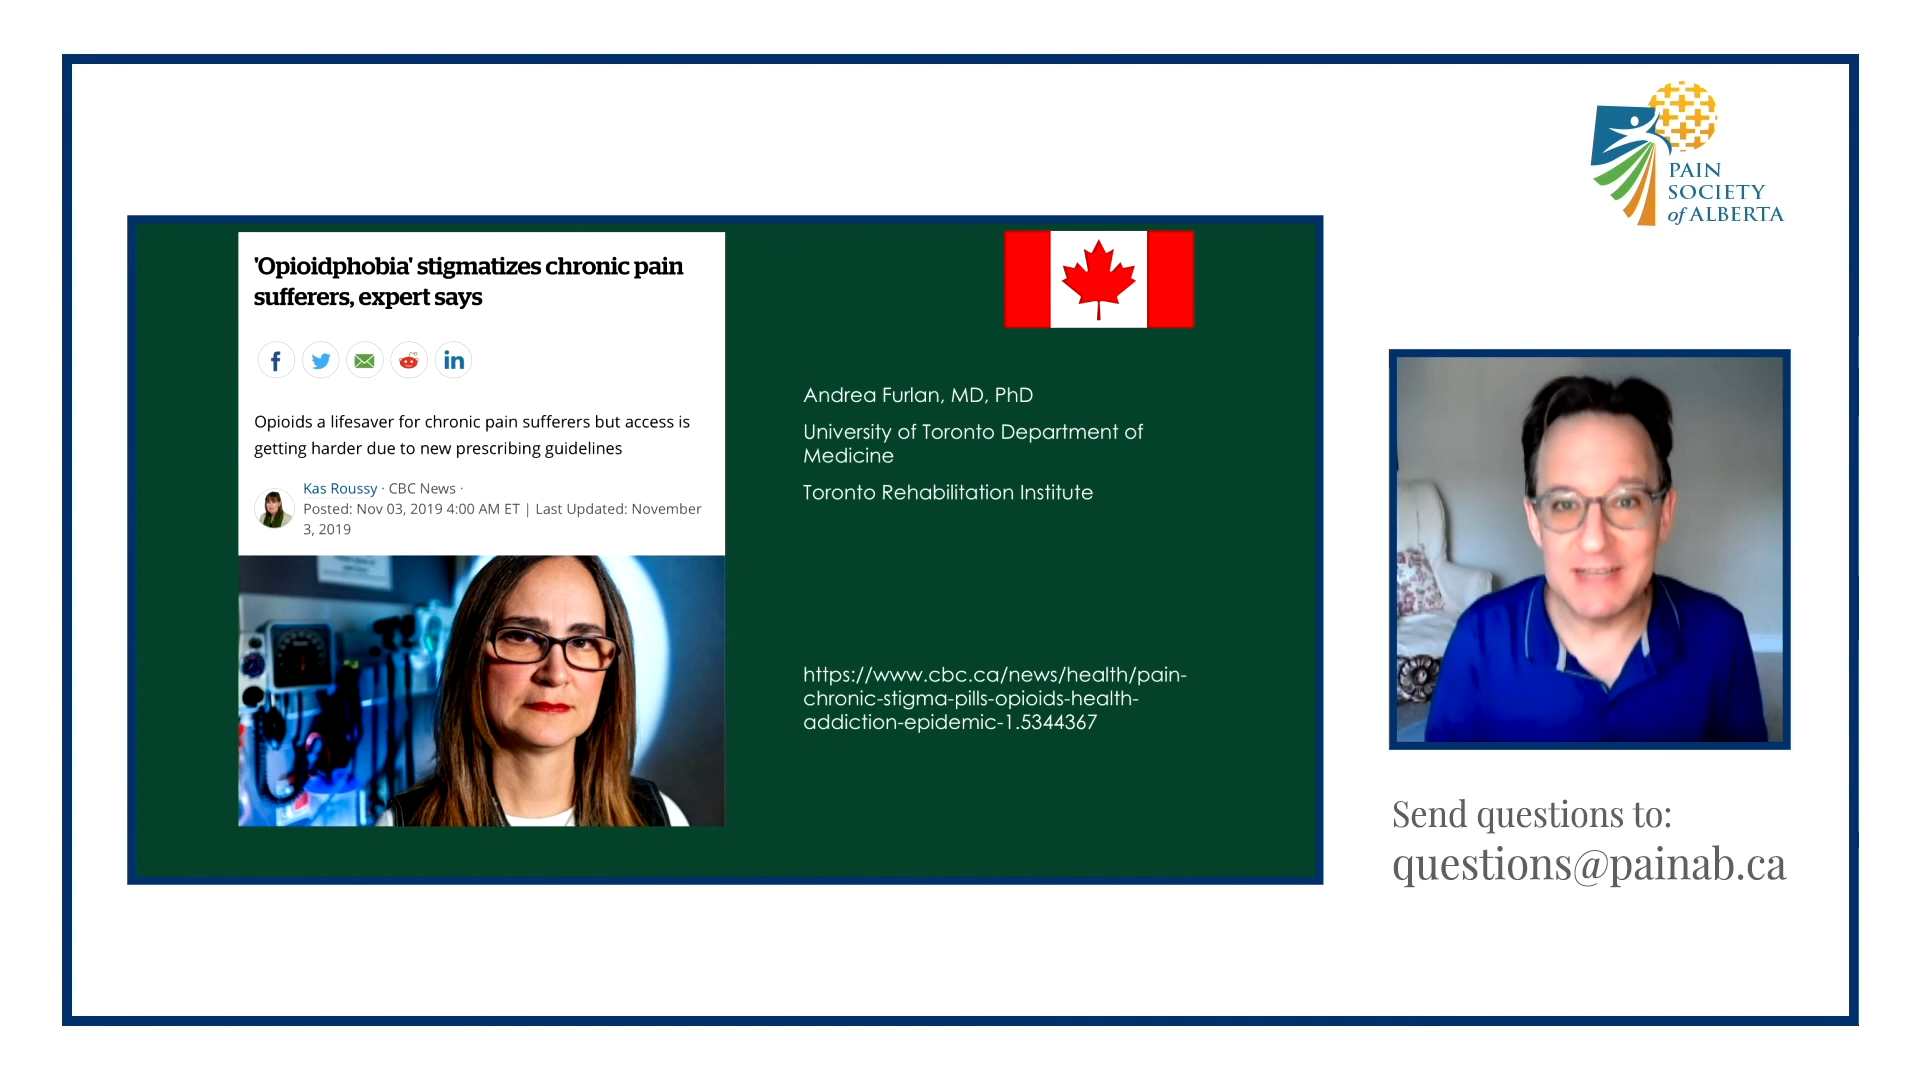 'Opioidphobia' stigmatizes chronic pain
sufferers, expert says
Opioids a lifesaver for chronic pain sufferers but access is
getting harder due to new prescribing guidelines
Kas Roussy · CBC News ·
Posted: Nov 03, 2019 4:00 AM ET | Last Updated: November
3, 2019
Andrea Furlan, MD, PhD
University of Toronto Department of
Medicine
Toronto Rehabilitation Institute
https://www.cbc.ca/news/health/pain-
chronic-stigma-pills-opioids-health-
addiction-epidemic-1.5344367
PAIN
SOCIETY
of ALBERTA
Send questions to:
questions@painab.ca